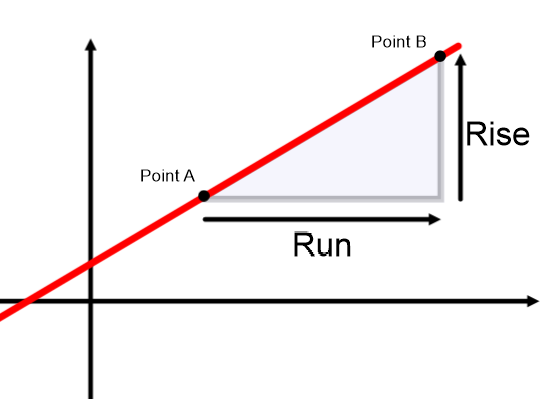 Point B
Rise
Point A
Run